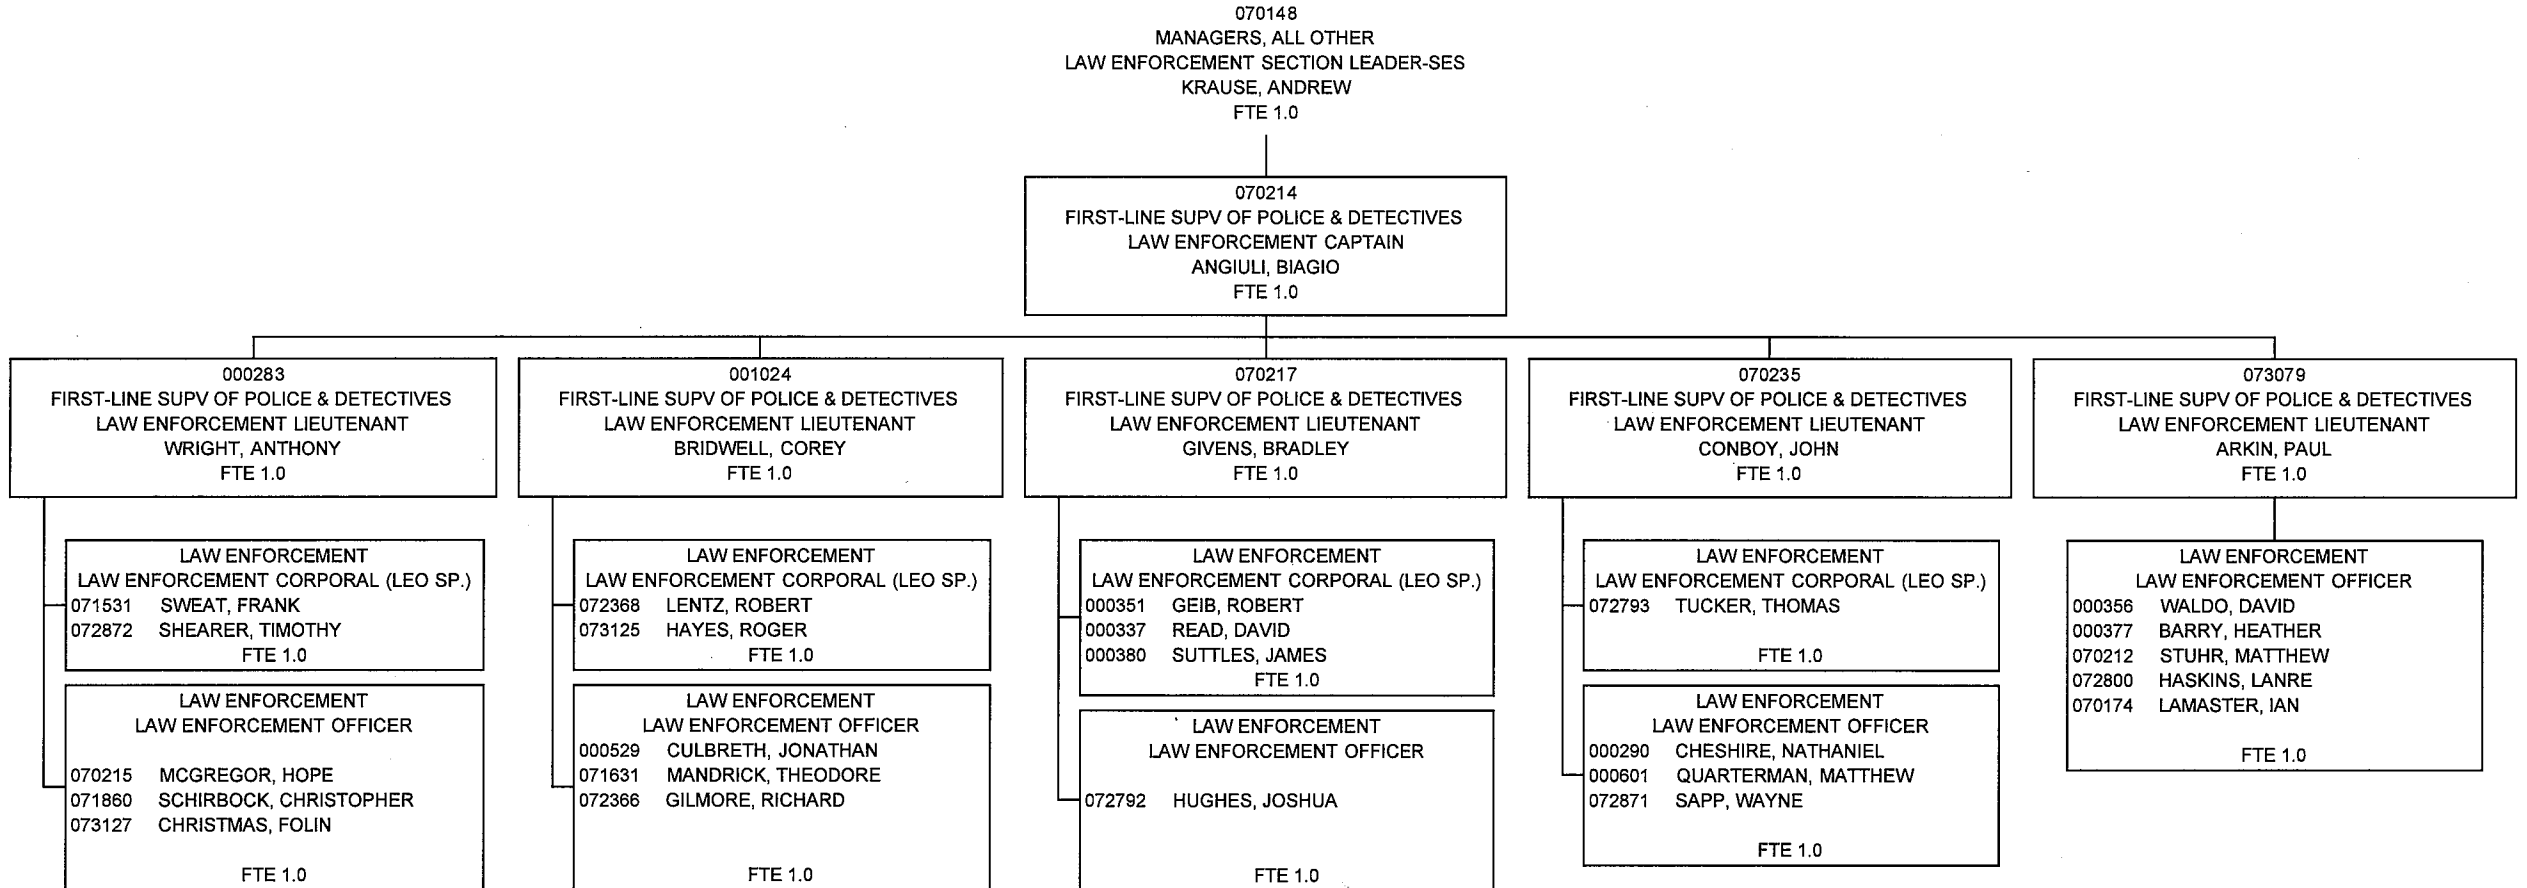 070148
MANAGERS, ALL OTHER
LAW ENFORCEMENT SECTION LEADER-SES
KRAUSE, ANDREW
FTE 1.0
070214
FIRST-LINE SUPV OF POLICE & DETECTIVES
LAW ENFORCEMENT CAPTAIN
ANGIULI, BIAGIO
FTE 1.0
000283
FIRST-LINE SUPV OF POLICE & DETECTIVES
LAW ENFORCEMENT LIEUTENANT
WRIGHT, ANTHONY
FTE 1.0
LAW ENFORCEMENT
LAW ENFORCEMENT CORPORAL (LEO SP.)
071531 SWEAT, FRANK
072872 SHEARER, TIMOTHY
FTE 1.0
LAW ENFORCEMENT
LAW ENFORCEMENT OFFICER
070215 MCGREGOR, HOPE
071860 SCHIRBOCK, CHRISTOPHER
073127 CHRISTMAS, FOLIN
FTE 1.0
001024
FIRST-LINE SUPV OF POLICE & DETECTIVES
LAW ENFORCEMENT LIEUTENANT
BRIDWELL, COREY
FTE 1.0
LAW ENFORCEMENT
LAW ENFORCEMENT CORPORAL (LEO SP.)
072368 LENTZ, ROBERT
073125 HAYES, ROGER
FTE 1.0
LAW ENFORCEMENT
LAW ENFORCEMENT OFFICER
000529 CULBRETH, JONATHAN
071631 MANDRICK, THEODORE
072366 GILMORE, RICHARD
FTE 1.0
070217
FIRST-LINE SUPV OF POLICE & DETECTIVES
LAW ENFORCEMENT LIEUTENANT
GIVENS, BRADLEY
FTE 1.0
LAW ENFORCEMENT
LAW ENFORCEMENT CORPORAL (LEO SP.)
000351 GEIB, ROBERT
000337 READ, DAVID
000380 SUTTLES, JAMES
FTE 1.0
LAW ENFORCEMENT
LAW ENFORCEMENT OFFICER
072792 HUGHES, JOSHUA
FTE 1.0
070235
FIRST-LINE SUPV OF POLICE & DETECTIVES
LAW ENFORCEMENT LIEUTENANT
CONBOY, JOHN
FTE 1.0
LAW ENFORCEMENT
LAW ENFORCEMENT CORPORAL (LEO SP.)
072793 TUCKER, THOMAS
FTE 1.0
LAW ENFORCEMENT
LAW ENFORCEMENT OFFICER
000290 CHESHIRE, NATHANIEL
000601 QUARTERMAN, MATTHEW
072871 SAPP, WAYNE
FTE 1.0
073079
FIRST-LINE SUPV OF POLICE & DETECTIVES
LAW ENFORCEMENT LIEUTENANT
ARKIN, PAUL
FTE 1.0
LAW ENFORCEMENT
LAW ENFORCEMENT OFFICER
000356 WALDO, DAVID
000377 BARRY, HEATHER
070212 STUHR, MATTHEW
072800 HASKINS, LANRE
070174 LAMASTER, IAN
FTE 1.0